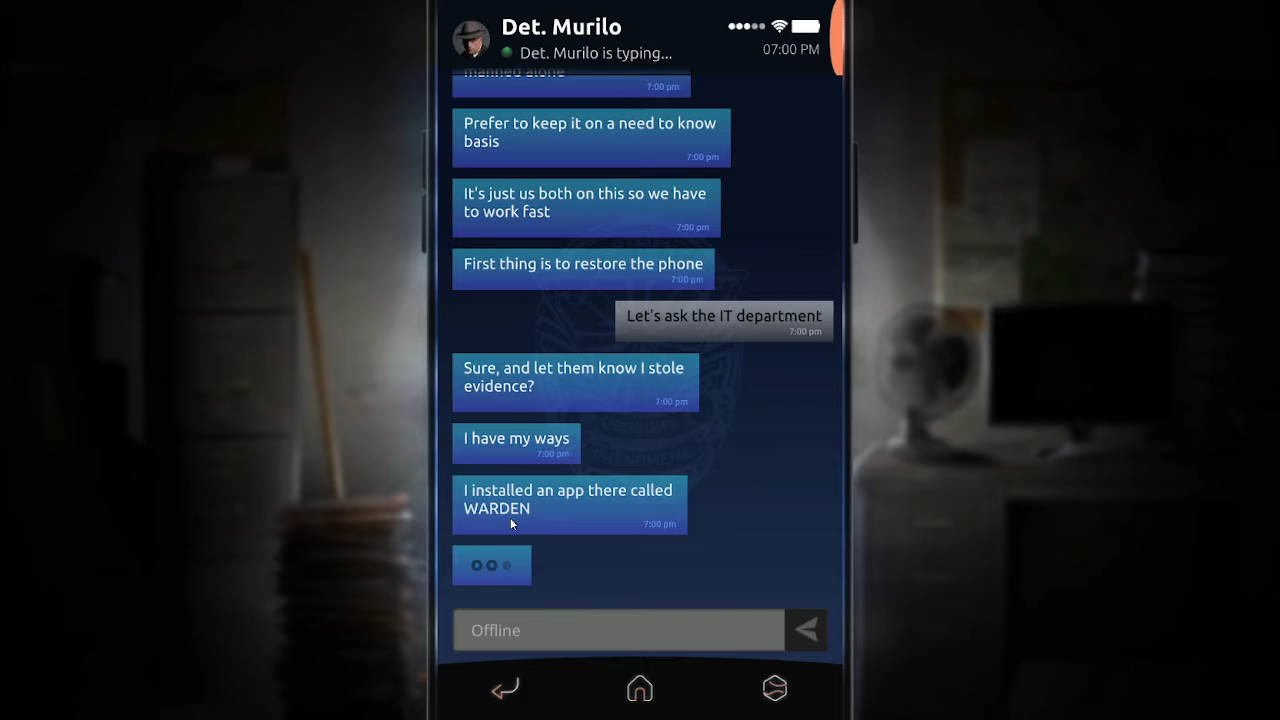 Det. Murilo
Det. Murilo is typing...
07:00 PM
manned alone
7:00 pm
Prefer to keep it on a need to know
basis
7:00 pm
It's just us both on this so we have
to work fast
7:00 pm
First thing is to restore the phone
7:00 pm
Let's ask the IT department
7:00 pm
Sure, and let them know I stole
evidence?
7:00 pm
I have my ways
7:00 pm
I installed an app there called
WARDEN
7:00 pm
Offline